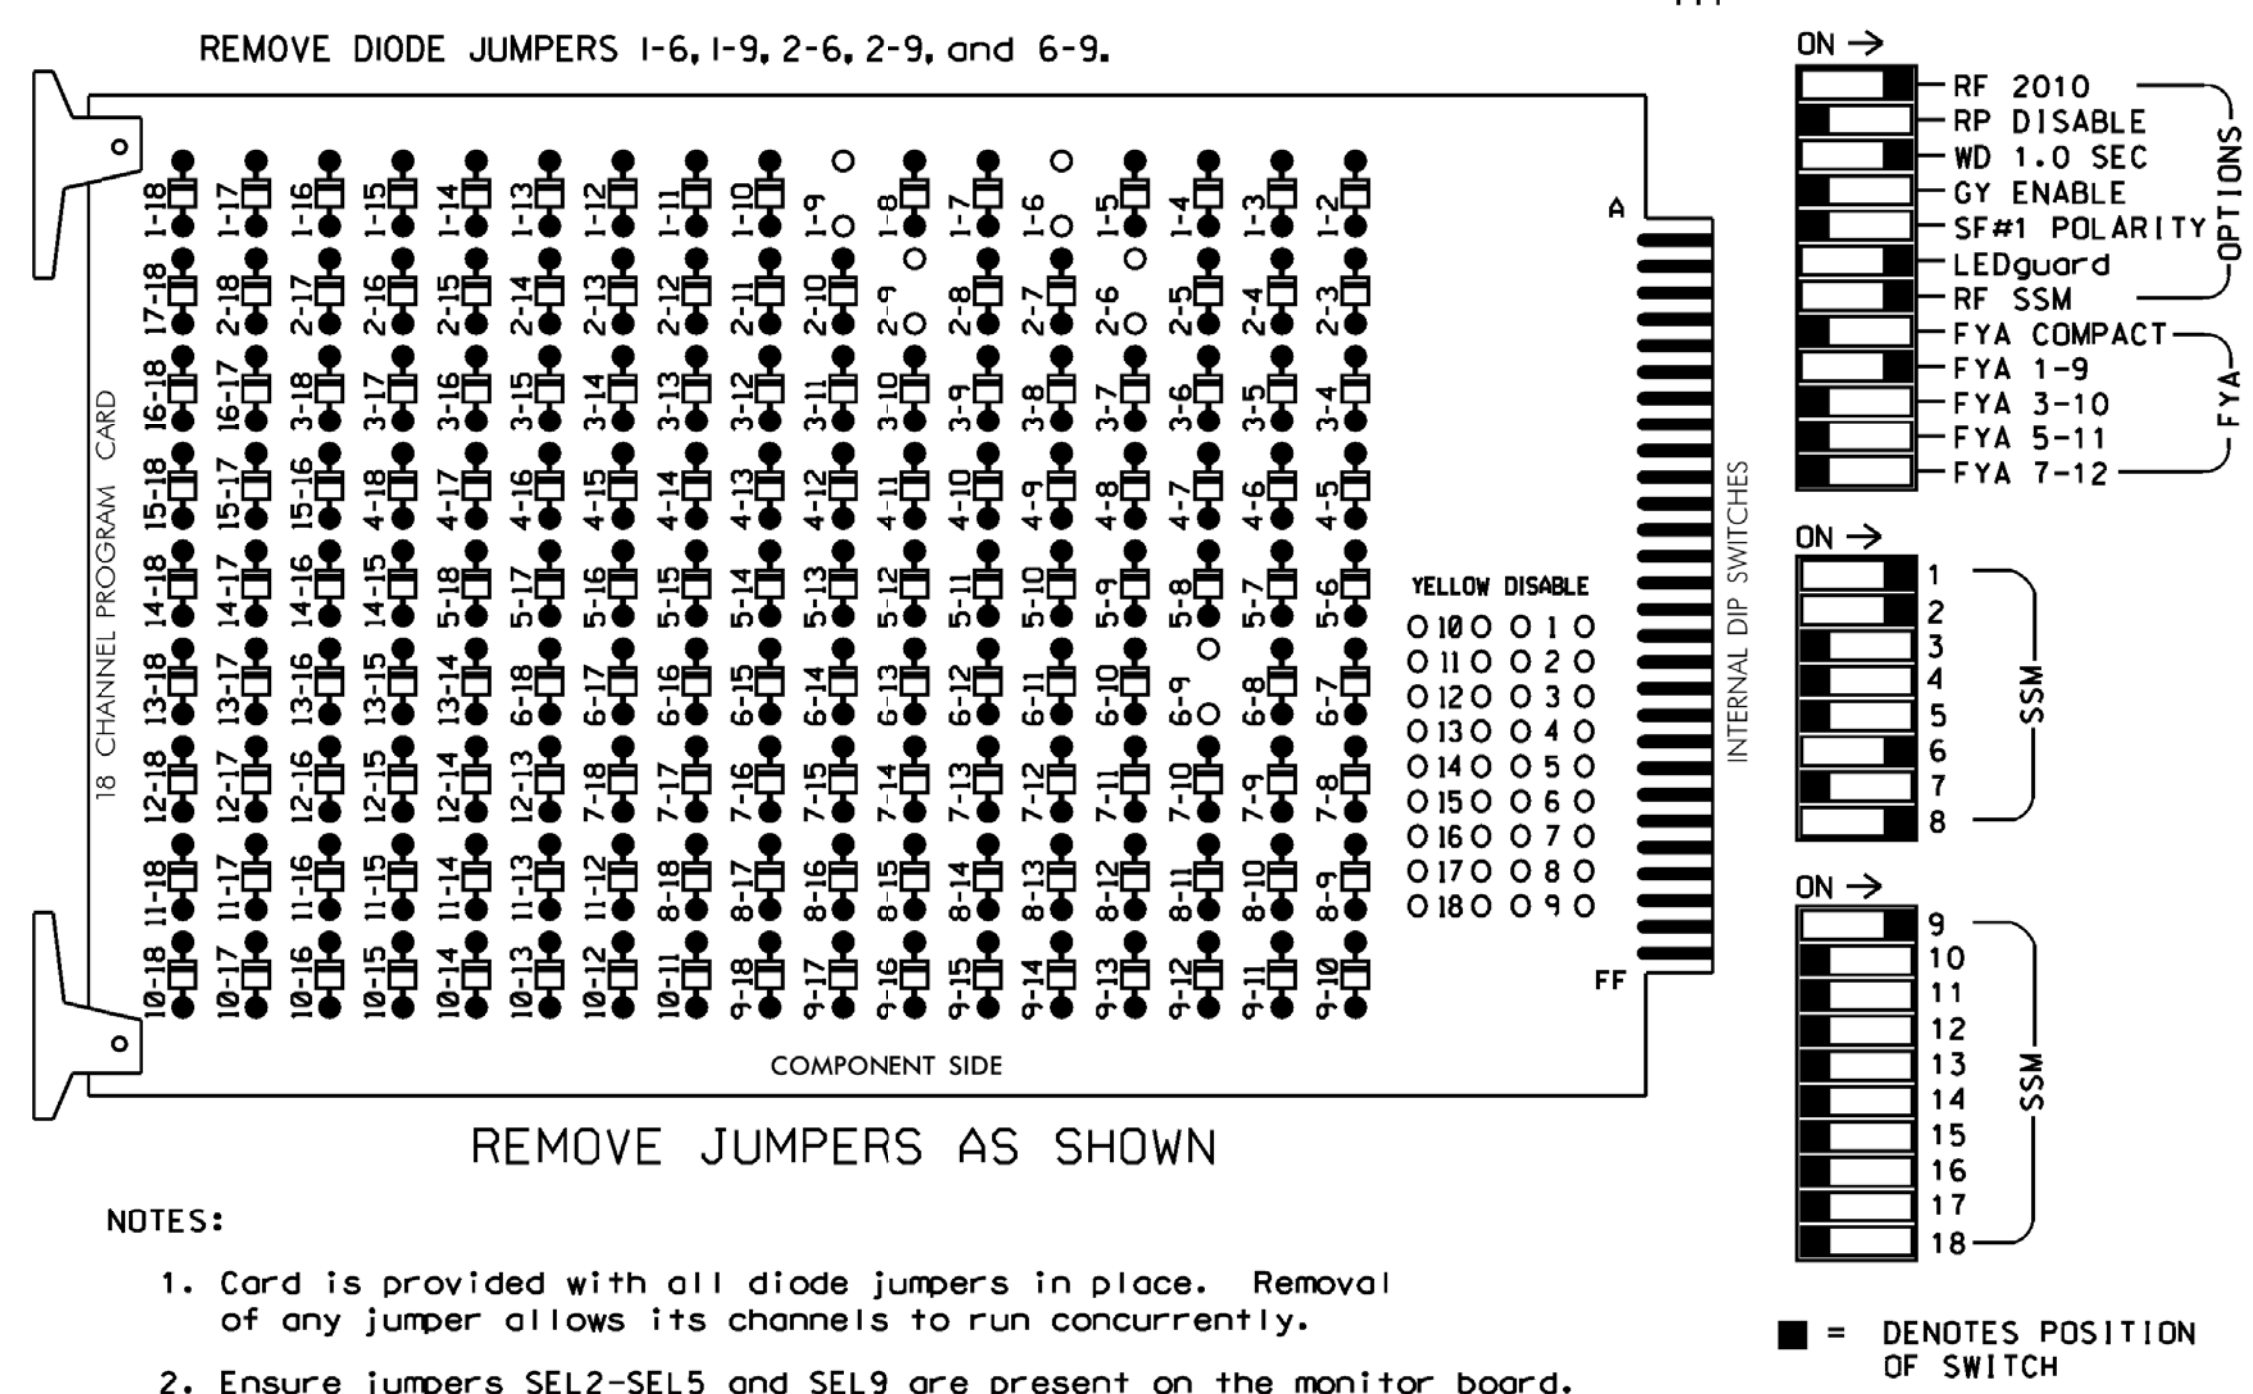 REMOVE DIODE JUMPERS 1-6, 1-9, 2-6, 2-9, and 6-9.
18 CHANNEL PROGRAM CARD
1-18 1-17 1-16 1-15 1-14 1-13 1-12 1-11 1-10 1-9 1-8 1-7 1-6 1-5 1-4 1-3 1-2
17-18 2-18 2-17 2-16 2-15 2-14 2-13 2-12 2-11 2-10 2-9 2-8 2-7 2-6 2-5 2-4 2-3
16-18 16-17 3-18 3-17 3-16 3-15 3-14 3-13 3-12 3-11 3-10 3-9 3-8 3-7 3-6 3-5 3-4
15-18 15-17 15-16 4-18 4-17 4-16 4-15 4-14 4-13 4-12 4-11 4-10 4-9 4-8 4-7 4-6 4-5
14-18 14-17 14-16 14-15 5-18 5-17 5-16 5-15 5-14 5-13 5-12 5-11 5-10 5-9 5-8 5-7 5-6
13-18 13-17 13-16 13-15 13-14 6-18 6-17 6-16 6-15 6-14 6-13 6-12 6-11 6-10 6-9 6-8 6-7
12-18 12-17 12-16 12-15 12-14 12-13 7-18 7-17 7-16 7-15 7-14 7-13 7-12 7-11 7-10 7-9 7-8
11-18 11-17 11-16 11-15 11-14 11-13 11-12 8-18 8-17 8-16 8-15 8-14 8-13 8-12 8-11 8-10 8-9
10-18 10-17 10-16 10-15 10-14 10-13 10-12 10-11 9-18 9-17 9-16 9-15 9-14 9-13 9-12 9-11 9-10
A
FF
YELLOW DISABLE
10 1
11 2
12 3
13 4
14 5
15 6
16 7
17 8
18 9
COMPONENT SIDE
INTERNAL DIP SWITCHES
ON →
RF 2010
RP DISABLE
WD 1.0 SEC
GY ENABLE
SF#1 POLARITY
LEDguard
RF SSM
OPTIONS
FYA COMPACT
FYA 1-9
FYA 3-10
FYA 5-11
FYA 7-12
FYA
ON →
1
2
3
4
5
6
7
8
SSM
ON →
9
10
11
12
13
14
15
16
17
18
SSM
■ = DENOTES POSITION
OF SWITCH
REMOVE JUMPERS AS SHOWN
NOTES:
1. Card is provided with all diode jumpers in place. Removal
of any jumper allows its channels to run concurrently.
2. Ensure jumpers SEL2-SEL5 and SEL9 are present on the monitor board.